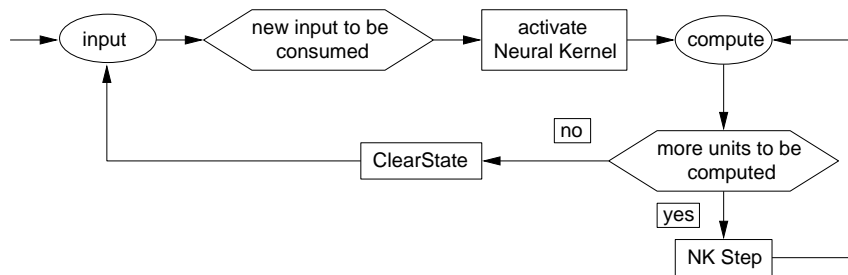 input
new input to be
consumed
activate
Neural Kernel
compute
no
ClearState
more units to be
computed
yes
NK Step